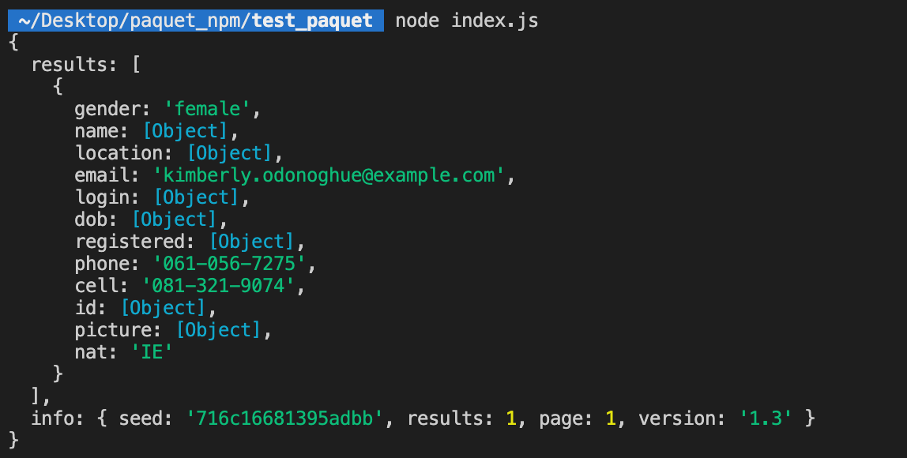 ~/Desktop/paquet_npm/test_paquet node index.js
{
  results: [
    {
      gender: 'female',
      name: [Object],
      location: [Object],
      email: 'kimberly.odonoghue@example.com',
      login: [Object],
      dob: [Object],
      registered: [Object],
      phone: '061-056-7275',
      cell: '081-321-9074',
      id: [Object],
      picture: [Object],
      nat: 'IE'
    }
  ],
  info: { seed: '716c16681395adbb', results: 1, page: 1, version: '1.3' }
}